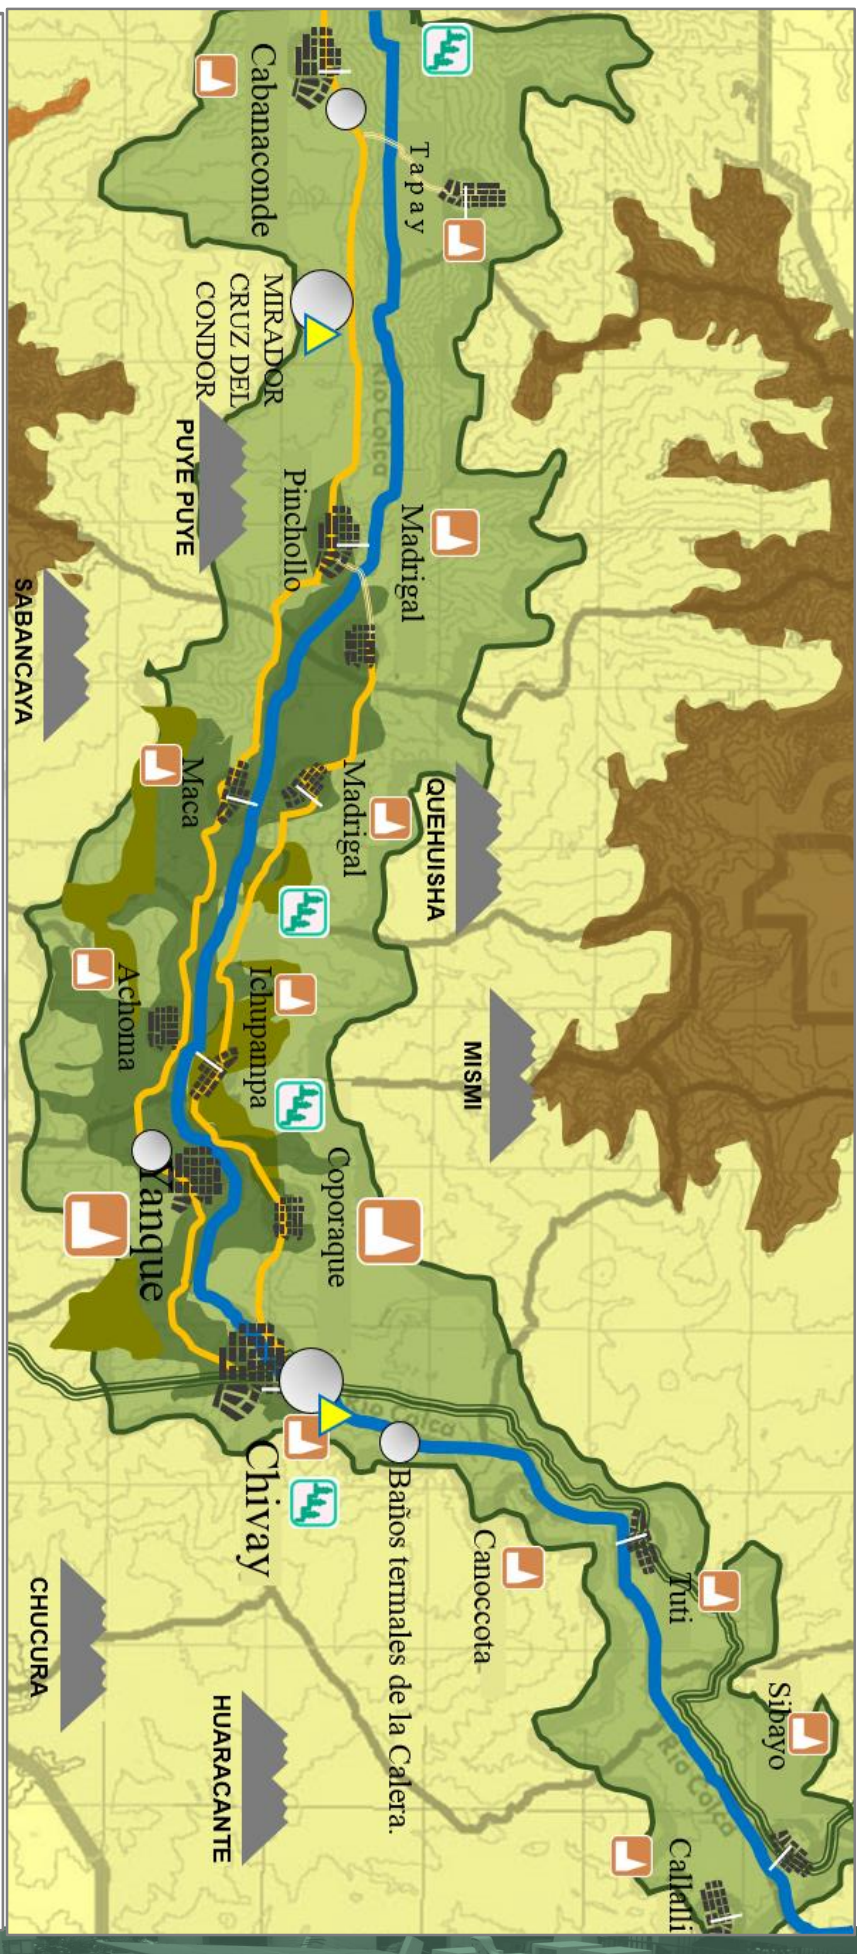 Cabanaconde
Tapay
MIRADOR
CRUZ DEL
CONDOR
Río Colca
PUYE PUYE
Pinchollo
Madrigal
SABANCAYA
Maca
Madrigal
QUEHUISHA
Achoma
Ichupampa
MISMI
Yanque
Coporaque
Río Colca
Chivay
Baños termales de la Calera.
Canoccota
Tuti
Sibayo
Río Colca
Callalli
CHUCURA
HUARACANTE